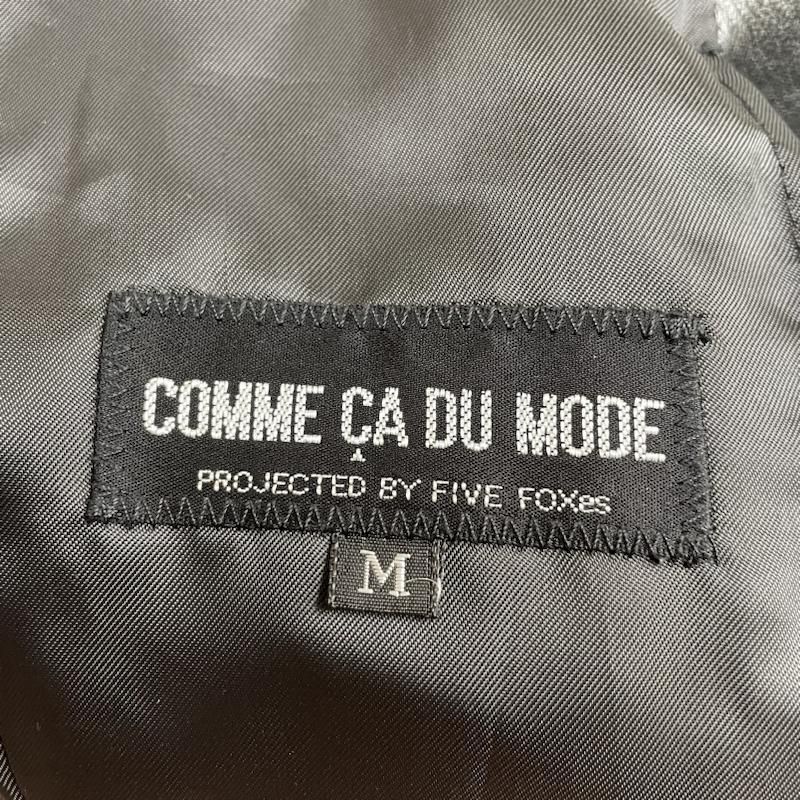 COMME ÇA DU MODE
PROJECTED BY FIVE FOXes
M